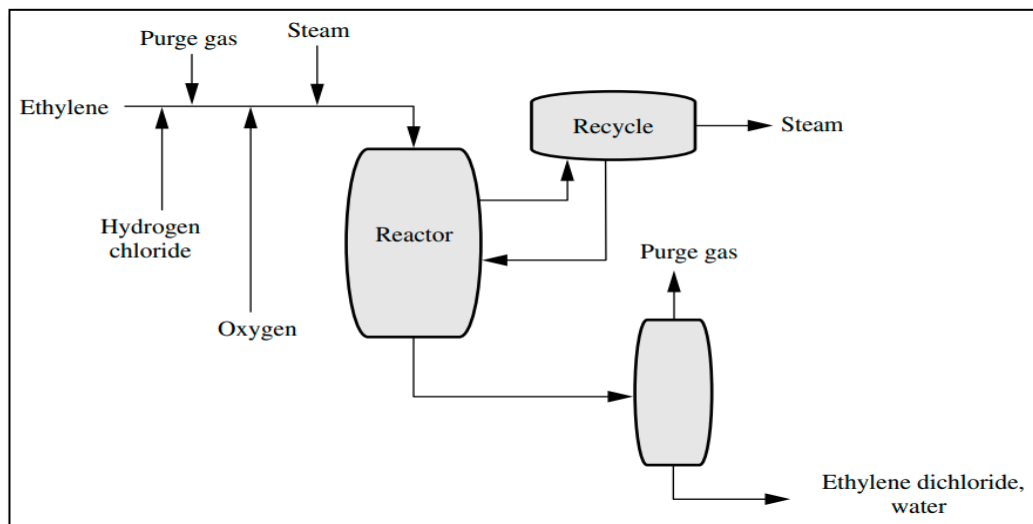 Steam
Purge gas
Ethylene
Recycle
Steam
Hydrogen
chloride
Reactor
Purge gas
Oxygen
Ethylene dichloride,
water